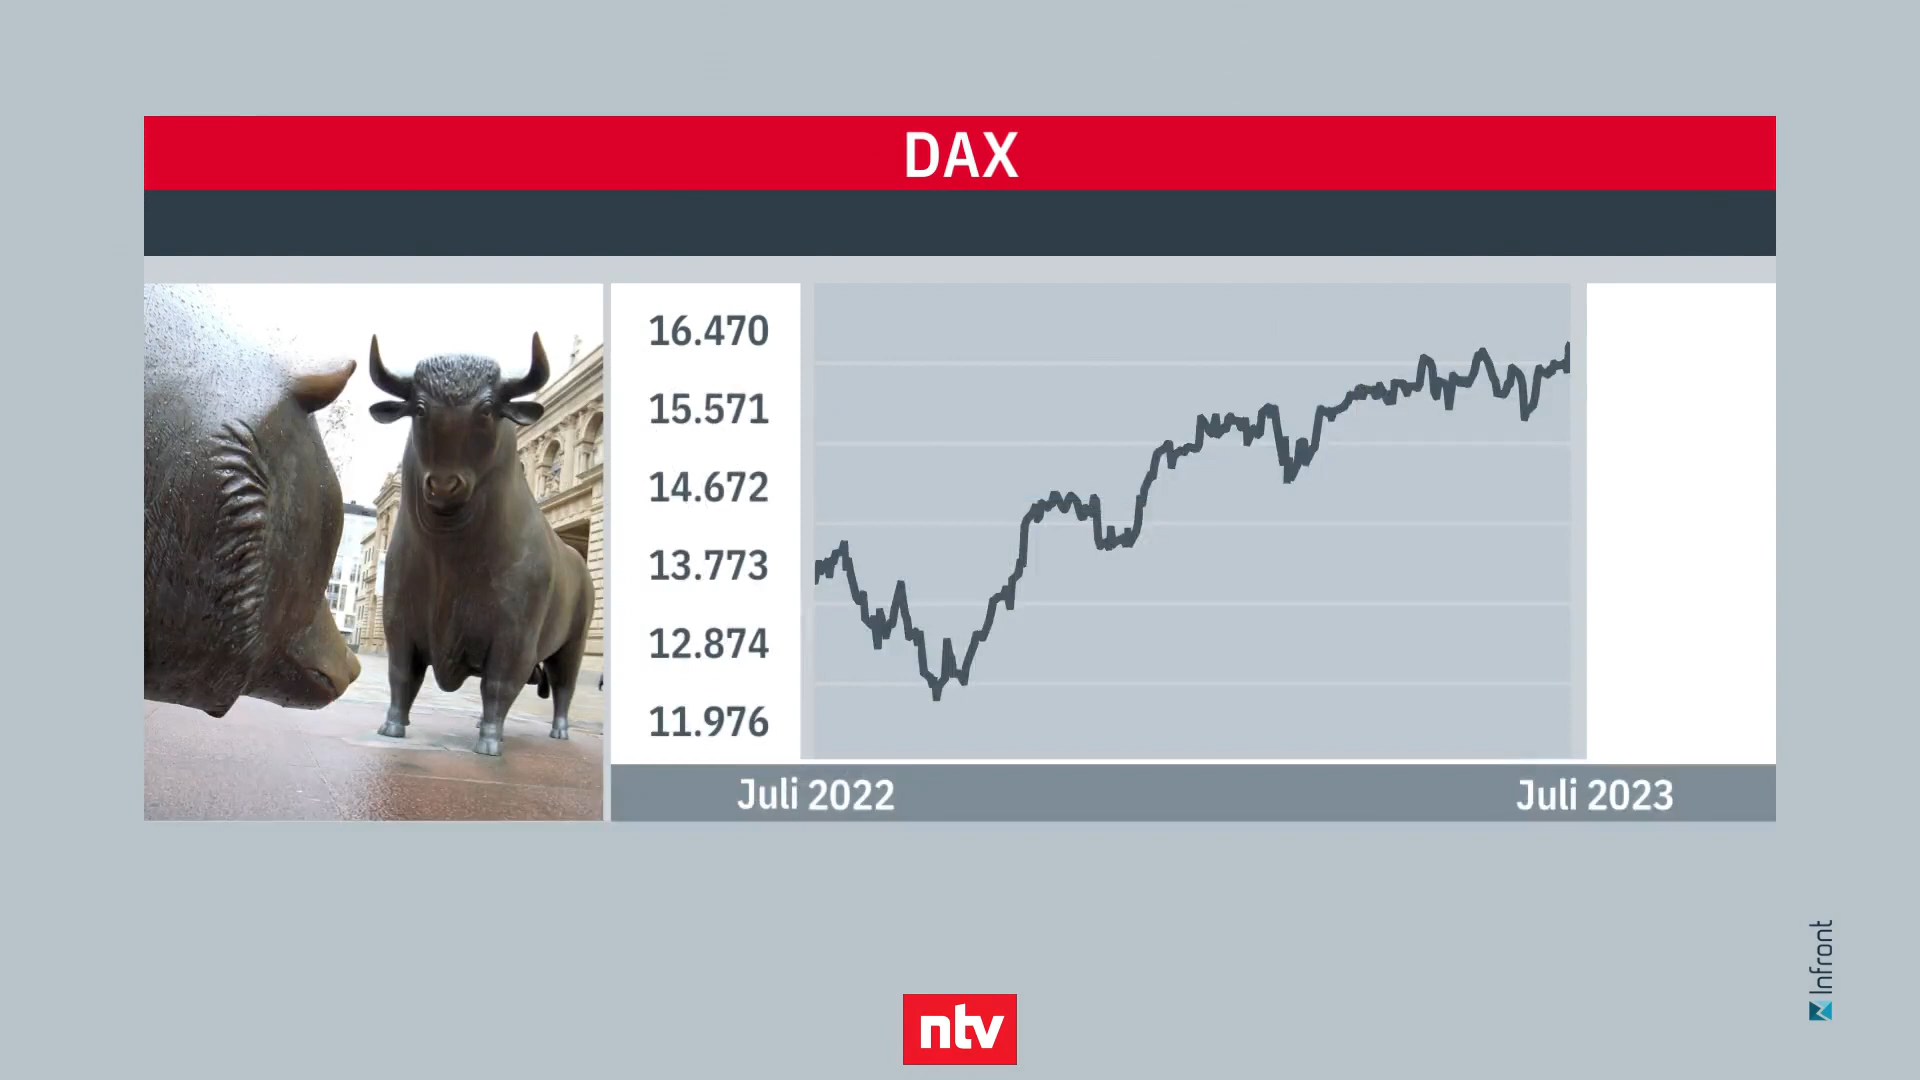 DAX
16.470
15.571
14.672
13.773
12.874
11.976
Juli 2022
Juli 2023
Infront
ntv